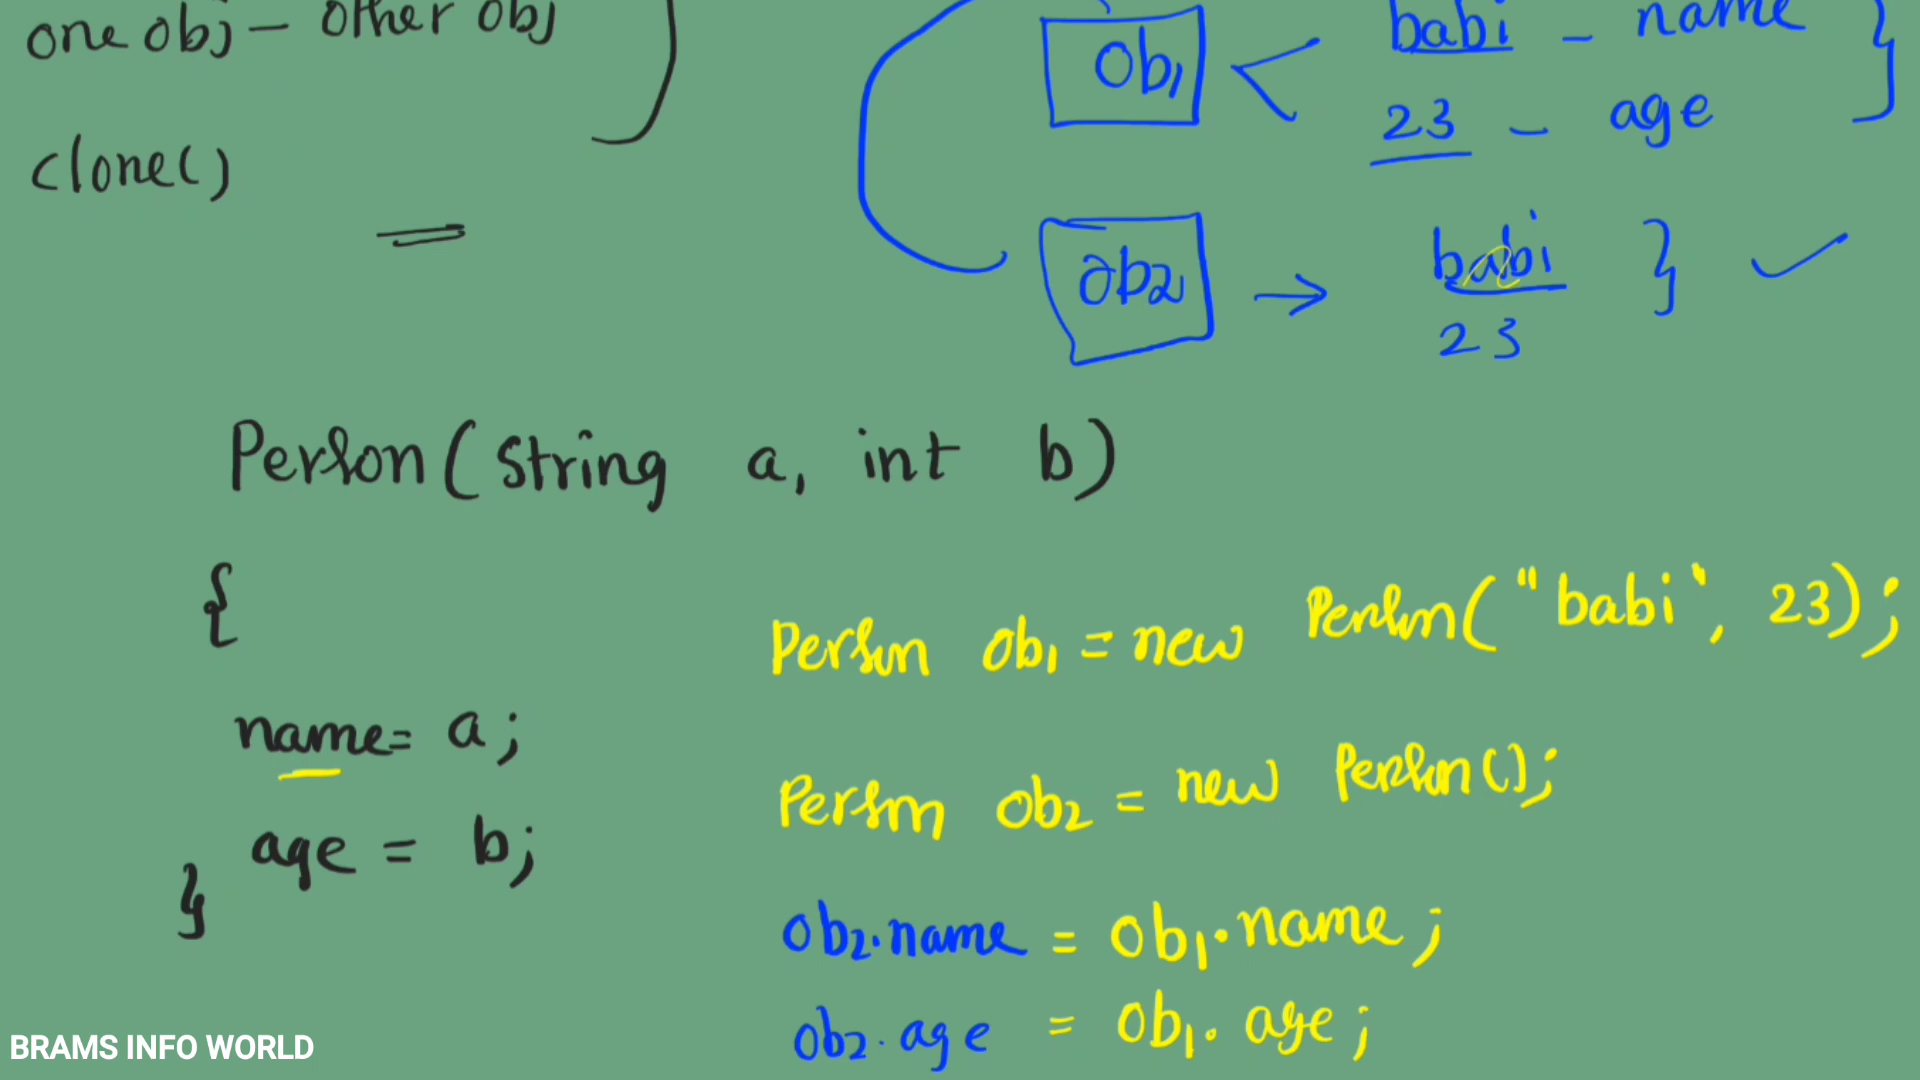 one obj - other obj
clone()
ob1 babi - name }
23 - age
ob2 → babi }
23
Person(string a, int b)
{
name= a;
age = b;
}
Person ob1 = new Person("babi", 23);
Person ob2 = new Person();
ob2.name = ob1.name;
ob2.age = ob1.age;
BRAMS INFO WORLD